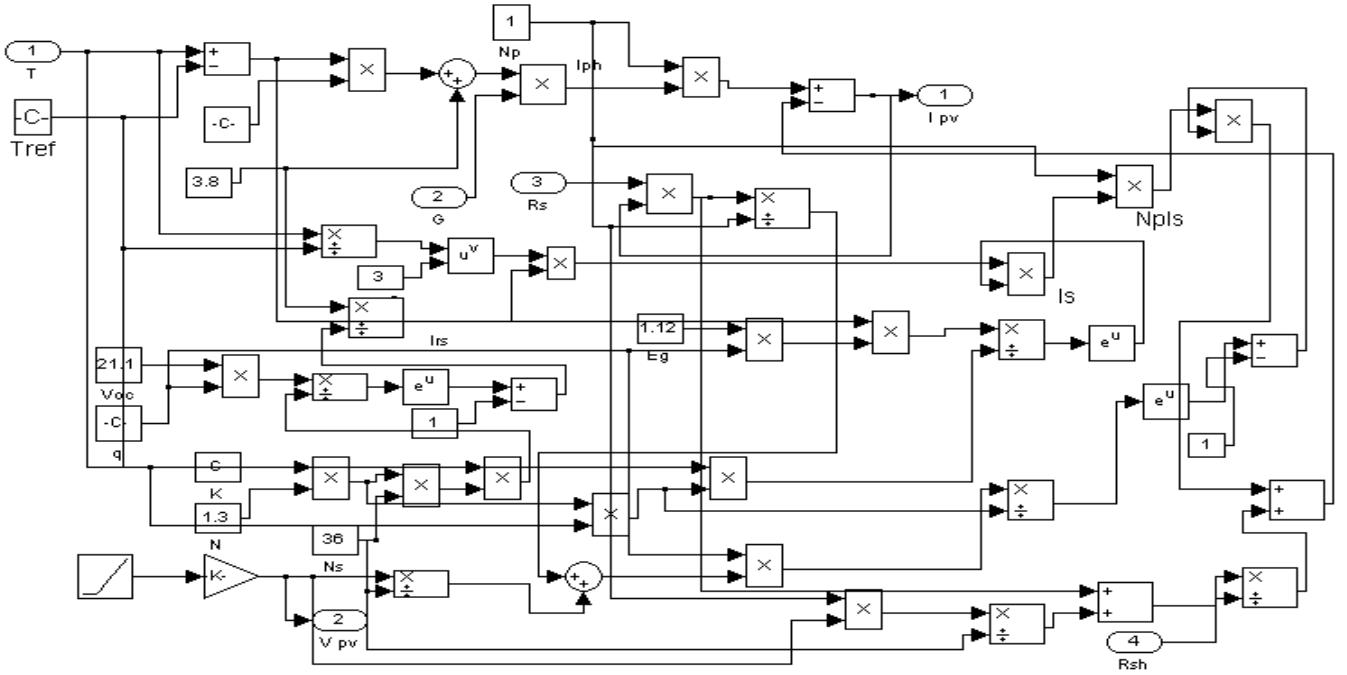 1
T
-C-
Tref
+
−
×
-C-
3.8
+
+
1
Np
×
Iph
2
G
×
+
−
1
I pv
3
Rs
×
×
÷
×
Npls
×
×
÷
3
u^v
×
×
Is
×
÷
Irs
1.12
Eg
×
×
×
÷
e^u
21.1
Voc
-C-
q
×
×
÷
e^u
+
−
1
+
−
e^u
1
C
K
×
×
×
×
1.3
N
36
Ns
×
×
÷
+
+
K-
×
÷
+
+
×
2
V pv
×
×
÷
+
+
×
÷
4
Rsh